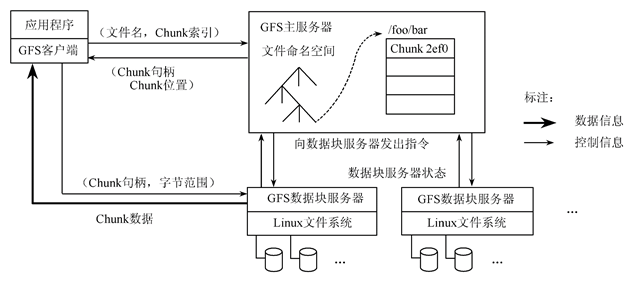 应用程序
GFS客户端
（文件名，Chunk索引）
（Chunk句柄
Chunk位置）
GFS主服务器
文件命名空间
/foo/bar
Chunk 2ef0
标注：
数据信息
控制信息
向数据块服务器发出指令
数据块服务器状态
（Chunk句柄，字节范围）
Chunk数据
GFS数据块服务器
Linux文件系统
...
GFS数据块服务器
Linux文件系统
...
...